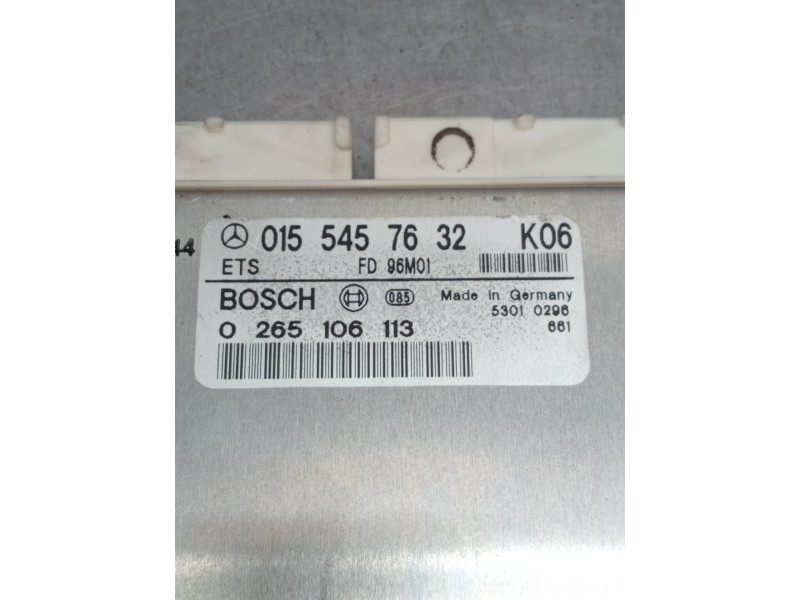 44
015 545 76 32 K06
ETS FD 96M01
BOSCH 085 Made in Germany
5301 0296
0 265 106 113 661